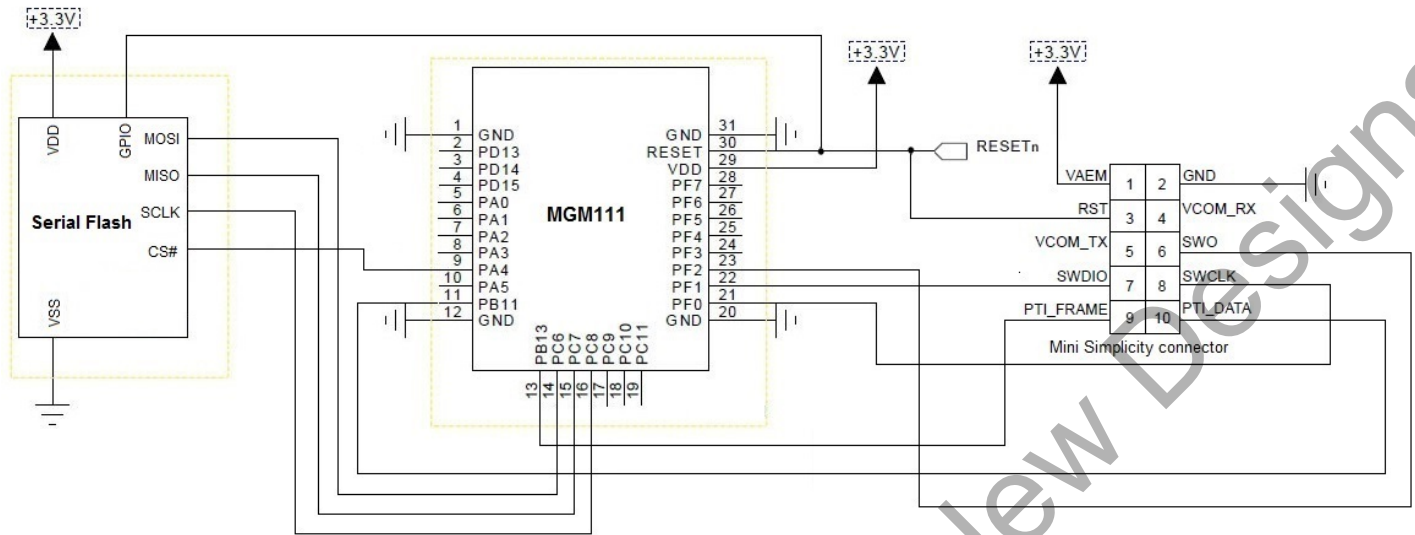 +3.3V
VDD
GPIO
MOSI
MISO
SCLK
CS#
Serial Flash
VSS
MGM111
1 GND
2 PD13
3 PD14
4 PD15
5 PA0
6 PA1
7 PA2
8 PA3
9 PA4
10 PA5
11 PB11
12 GND
PB13 13
PC6 14
PC7 15
PC8 16
PC9 17
PC10 18
PC11 19
GND 31
RESET 30
VDD 29
PF7 28
PF6 27
PF5 26
PF4 25
PF3 24
PF2 23
PF1 22
PF0 21
GND 20
+3.3V
RESETn
+3.3V
VAEM 1 2 GND
RST 3 4 VCOM_RX
VCOM_TX 5 6 SWO
SWDIO 7 8 SWCLK
PTI_FRAME 9 10 PTI_DATA
Mini Simplicity connector
New Designs